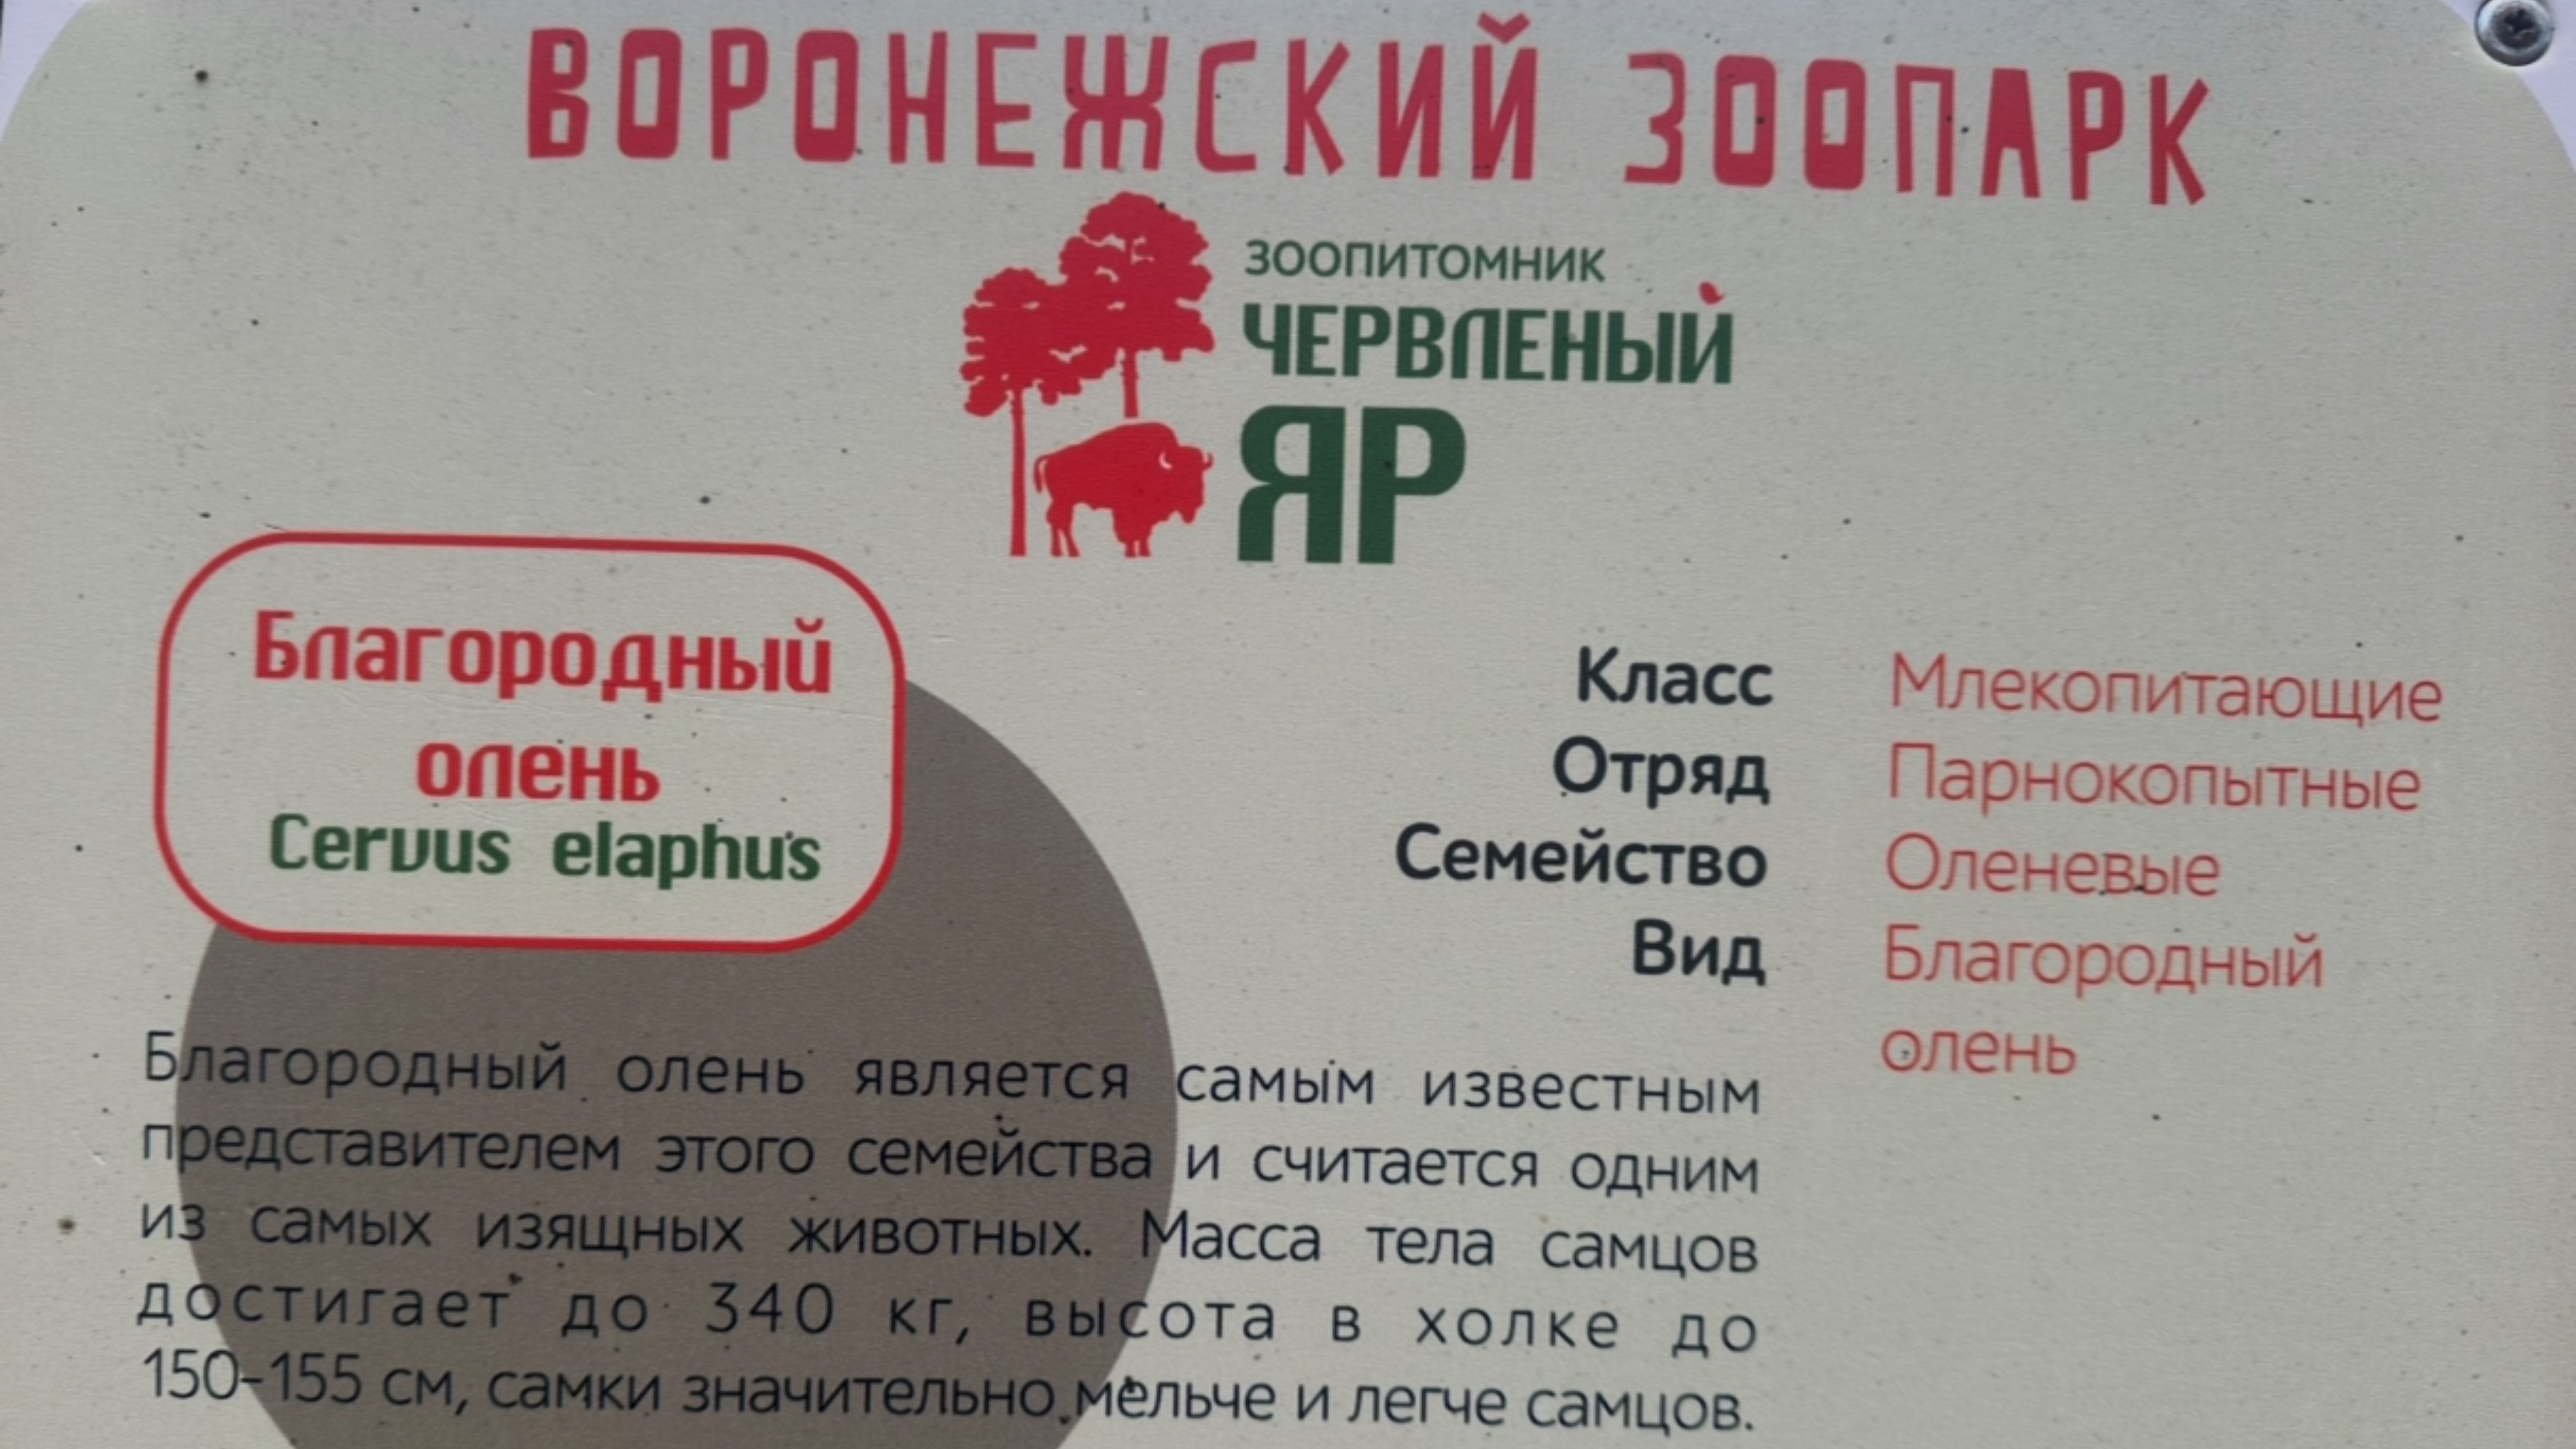 ВОРОНЕЖСКИЙ ЗООПАРК
ЗООПИТОМНИК
ЧЕРВЛЕНЫЙ
ЯР
Благородный
олень
Cervus elaphus
Класс Млекопитающие
Отряд Парнокопытные
Семейство Оленевые
Вид Благородный
олень
Благородный олень является самым известным
представителем этого семейства и считается одним
из самых изящных животных. Масса тела самцов
достигает до 340 кг, высота в холке до
150-155 см, самки значительно мельче и легче самцов.